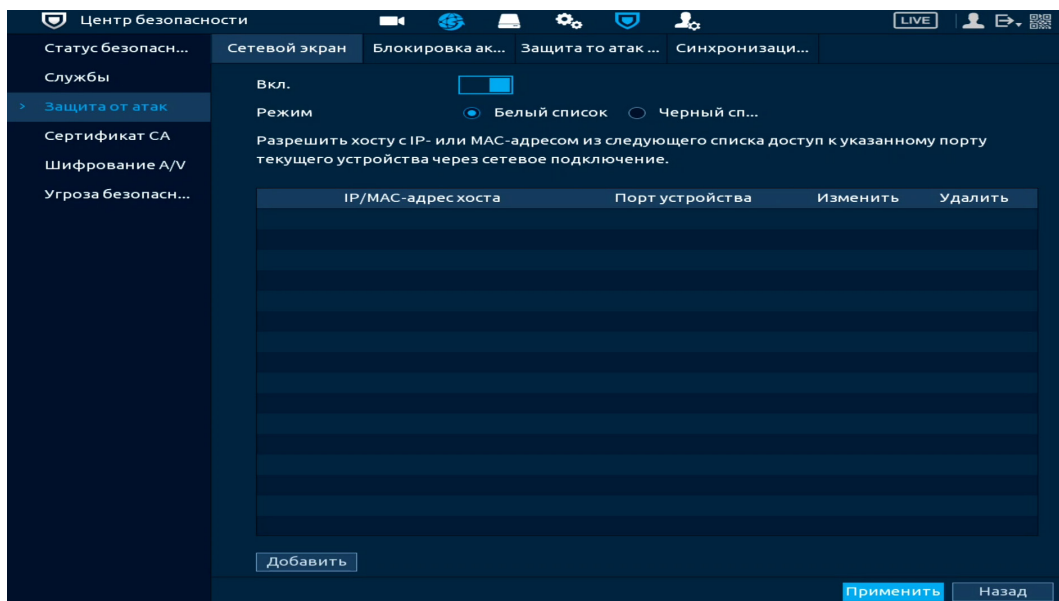 Центр безопасности LIVE
Статус безопасн... Сетевой экран Блокировка ак... Защита то атак ... Синхронизаци...
Службы
Вкл.
> Защита от атак
Режим Белый список Черный сп...
Сертификат CA
Разрешить хосту с IP- или MAC-адресом из следующего списка доступ к указанному порту
текущего устройства через сетевое подключение.
Шифрование A/V
Угроза безопасн...
IP/MAC-адрес хоста Порт устройства Изменить Удалить
Добавить
Применить Назад